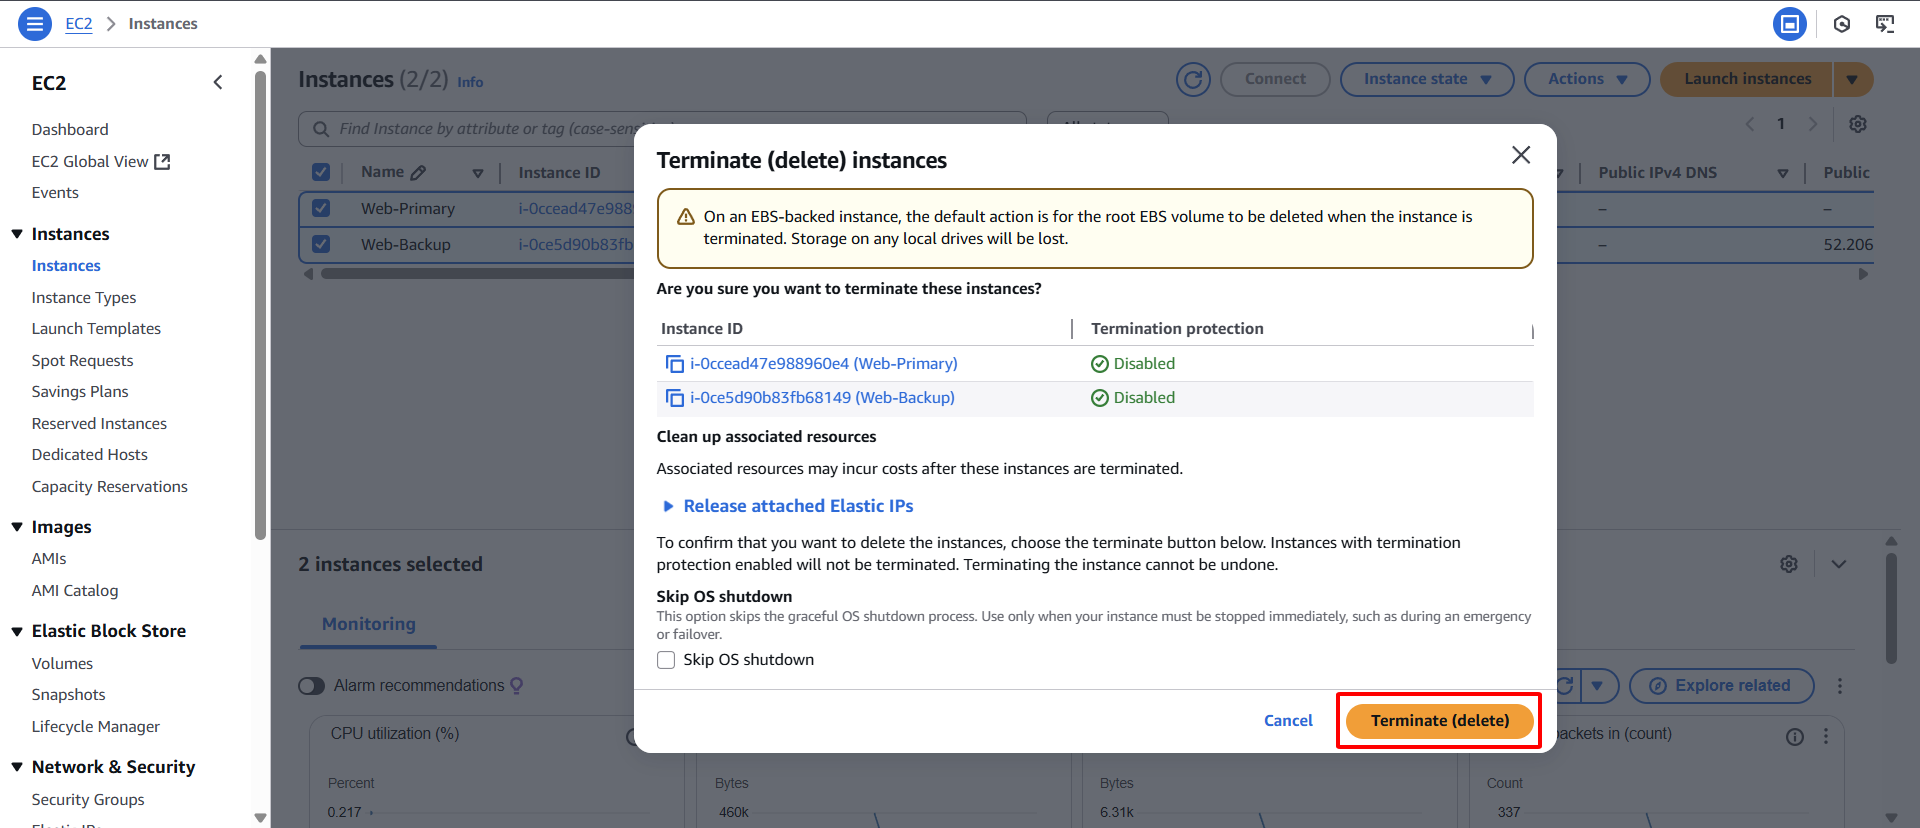 EC2 > Instances
EC2
Dashboard
EC2 Global View
Events
Instances
Instances
Instance Types
Launch Templates
Spot Requests
Savings Plans
Reserved Instances
Dedicated Hosts
Capacity Reservations
Images
AMIs
AMI Catalog
Elastic Block Store
Volumes
Snapshots
Lifecycle Manager
Network & Security
Security Groups
Instances (2/2) Info
Connect
Instance state
Actions
Launch instances
Find Instance by attribute or tag (case-sens
1
Name
Instance ID
Public IPv4 DNS
Public
Web-Primary
i-0ccead47e988
–
–
Web-Backup
i-0ce5d90b83fb
–
52.206
Terminate (delete) instances
On an EBS-backed instance, the default action is for the root EBS volume to be deleted when the instance is
terminated. Storage on any local drives will be lost.
Are you sure you want to terminate these instances?
Instance ID
Termination protection
i-0ccead47e988960e4 (Web-Primary)
Disabled
i-0ce5d90b83fb68149 (Web-Backup)
Disabled
Clean up associated resources
Associated resources may incur costs after these instances are terminated.
Release attached Elastic IPs
To confirm that you want to delete the instances, choose the terminate button below. Instances with termination
protection enabled will not be terminated. Terminating the instance cannot be undone.
Skip OS shutdown
This option skips the graceful OS shutdown process. Use only when your instance must be stopped immediately, such as during an emergency
or failover.
Skip OS shutdown
Cancel
Terminate (delete)
2 instances selected
Monitoring
Alarm recommendations
Explore related
CPU utilization (%)
ackets in (count)
Percent
Bytes
Bytes
Count
0.217
460k
6.31k
337